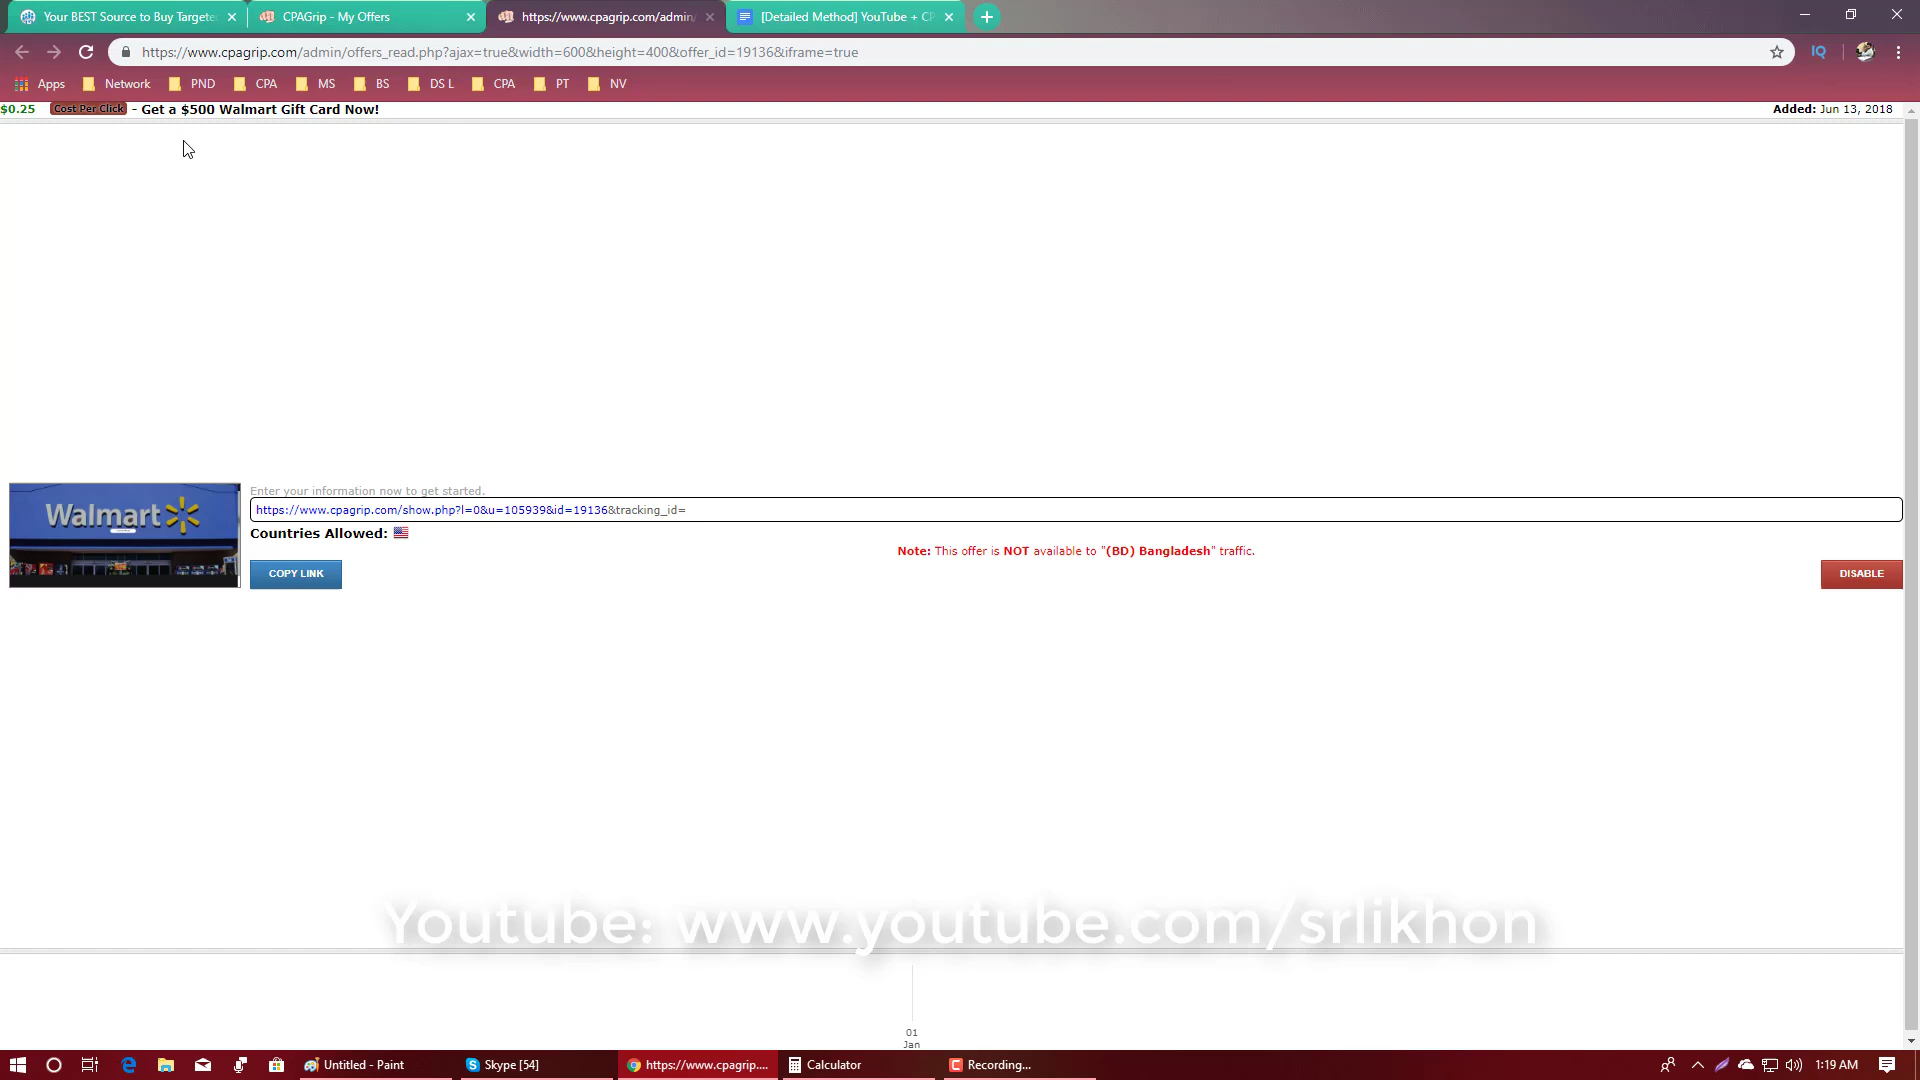 Your BEST Source to Buy Targete
CPAGrip - My Offers
https://www.cpagrip.com/admin/
[Detailed Method] YouTube + CP
https://www.cpagrip.com/admin/offers_read.php?ajax=true&width=600&height=400&offer_id=19136&iframe=true
IQ
Apps
Network
PND
CPA
MS
BS
DS L
CPA
PT
NV
$0.25 Cost Per Click - Get a $500 Walmart Gift Card Now!
Added: Jun 13, 2018
Walmart
Enter your information now to get started.
https://www.cpagrip.com/show.php?l=0&u=105939&id=19136&tracking_id=
Countries Allowed:
Note: This offer is NOT available to "(BD) Bangladesh" traffic.
COPY LINK
DISABLE
Youtube: www.youtube.com/srlikhon
01
Jan
Untitled - Paint
Skype [54]
https://www.cpagrip....
Calculator
Recording...
1:19 AM